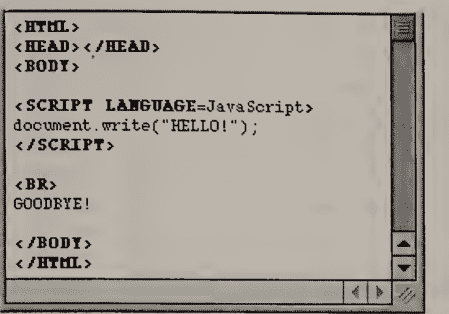 <HTML>
<HEAD></HEAD>
<BODY>
<SCRIPT LANGUAGE=JavaScript>
document.write("HELLO!");
</SCRIPT>
<BR>
GOODBYE!
</BODY>
</HTML>